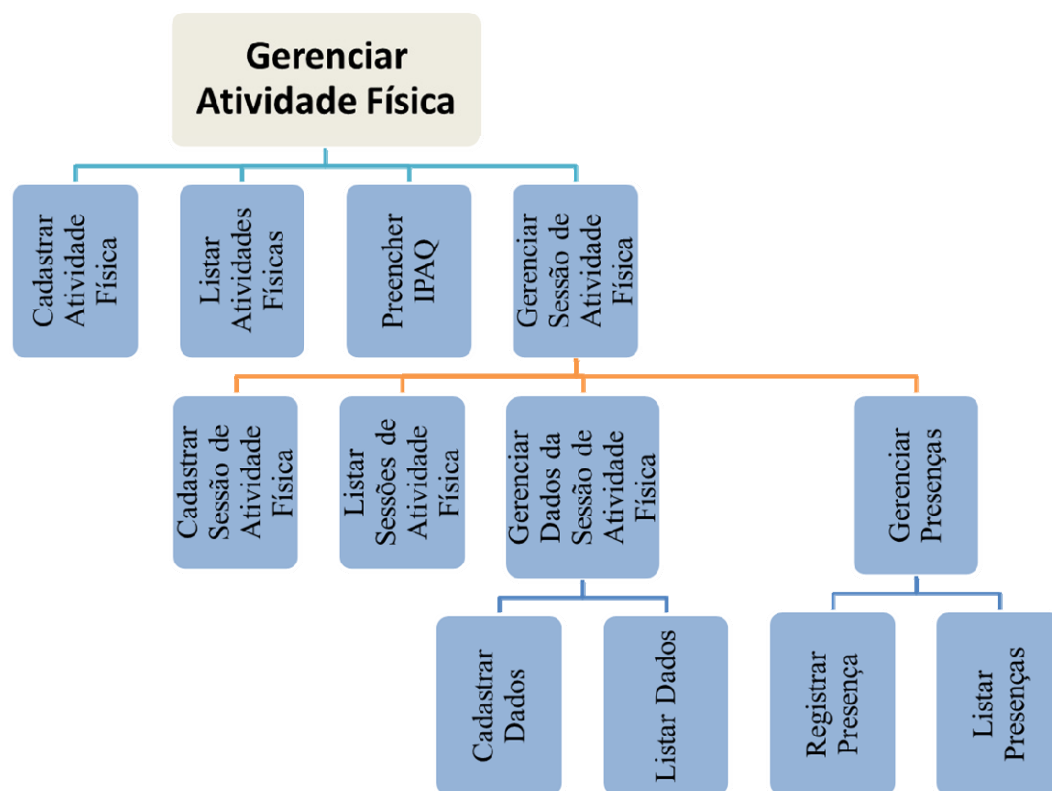 Gerenciar
Atividade Física
Cadastrar
Atividade
Física
Listar
Atividades
Físicas
Preencher
IPAQ
Gerenciar
Sessão de
Atividade
Física
Cadastrar
Sessão de
Atividade
Física
Listar
Sessões de
Atividade
Física
Gerenciar
Dados da
Sessão de
Atividade
Física
Gerenciar
Presenças
Cadastrar
Dados
Listar Dados
Registrar
Presença
Listar
Presenças